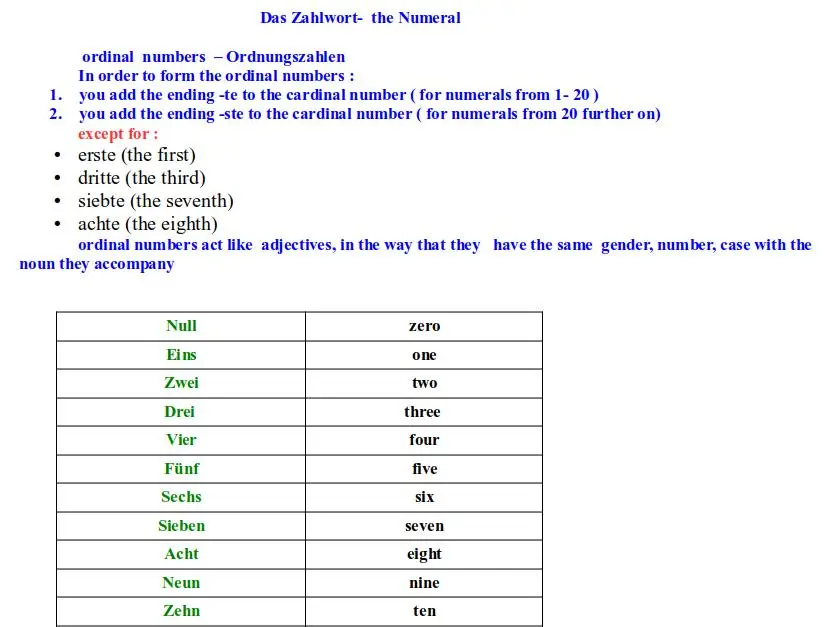 Das Zahlwort- the Numeral
ordinal numbers – Ordnungszahlen
In order to form the ordinal numbers :
1. you add the ending -te to the cardinal number ( for numerals from 1- 20 )
2. you add the ending -ste to the cardinal number ( for numerals from 20 further on)
except for :
• erste (the first)
• dritte (the third)
• siebte (the seventh)
• achte (the eighth)
ordinal numbers act like adjectives, in the way that they have the same gender, number, case with the
noun they accompany
Null zero
Eins one
Zwei two
Drei three
Vier four
Fünf five
Sechs six
Sieben seven
Acht eight
Neun nine
Zehn ten